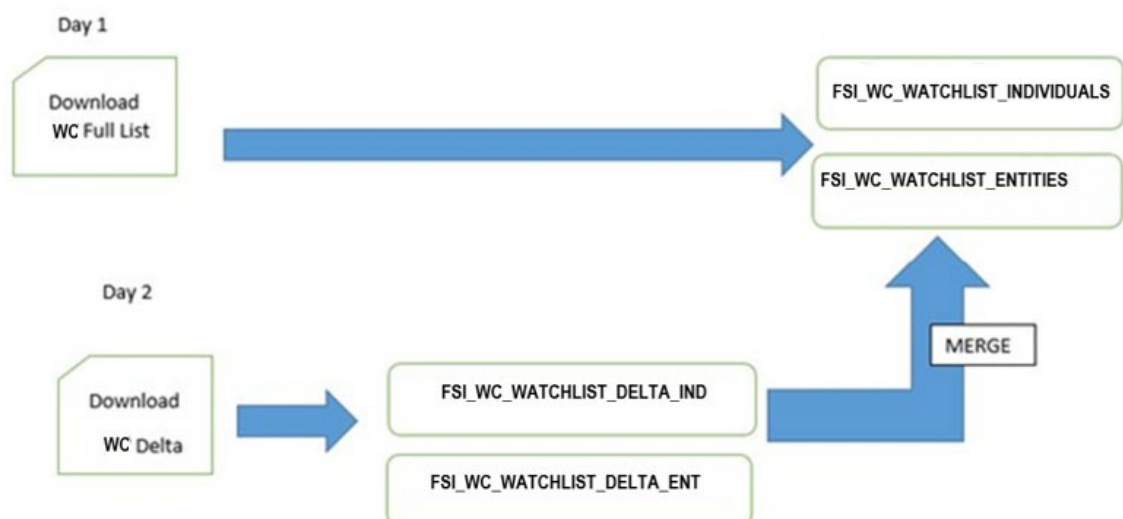 Day 1
Download
WC Full List
FSI_WC_WATCHLIST_INDIVIDUALS
FSI_WC_WATCHLIST_ENTITIES
Day 2
MERGE
Download
WC Delta
FSI_WC_WATCHLIST_DELTA_IND
FSI_WC_WATCHLIST_DELTA_ENT